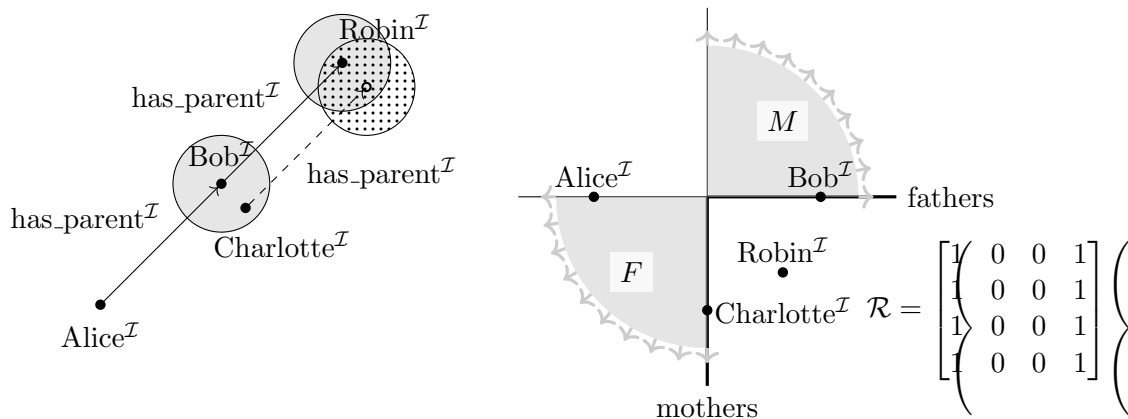 Robin^ℐ
has_parent^ℐ
Bob^ℐ
has_parent^ℐ
has_parent^ℐ
Charlotte^ℐ
Alice^ℐ
M
Alice^ℐ
Bob^ℐ
fathers
F
Robin^ℐ
Charlotte^ℐ
mothers
ℛ =
1 0 0 1
1 0 0 1
1 0 0 1
1 0 0 1